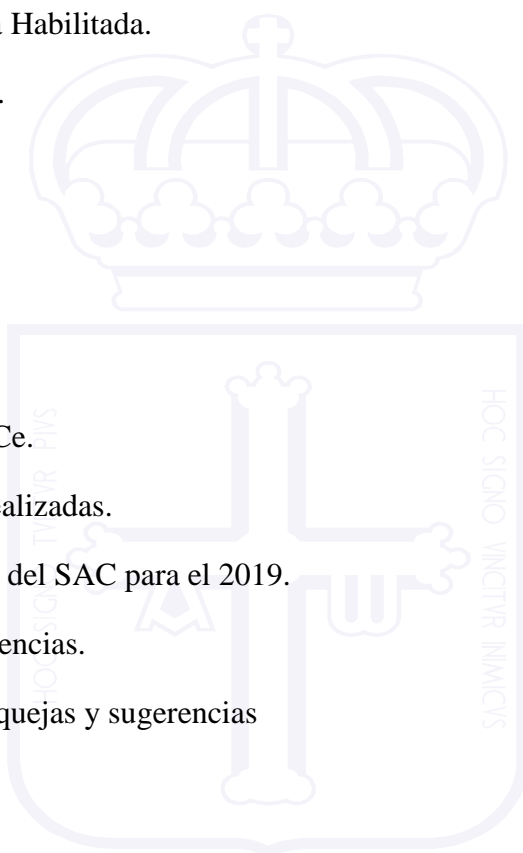 Habilitada.
.
Ce.
alizadas.
del SAC para el 2019.
encias.
quejas y sugerencias
HOC SIGNO TVETVR PIVS
HOC SIGNO VINCITVR INIMICVS